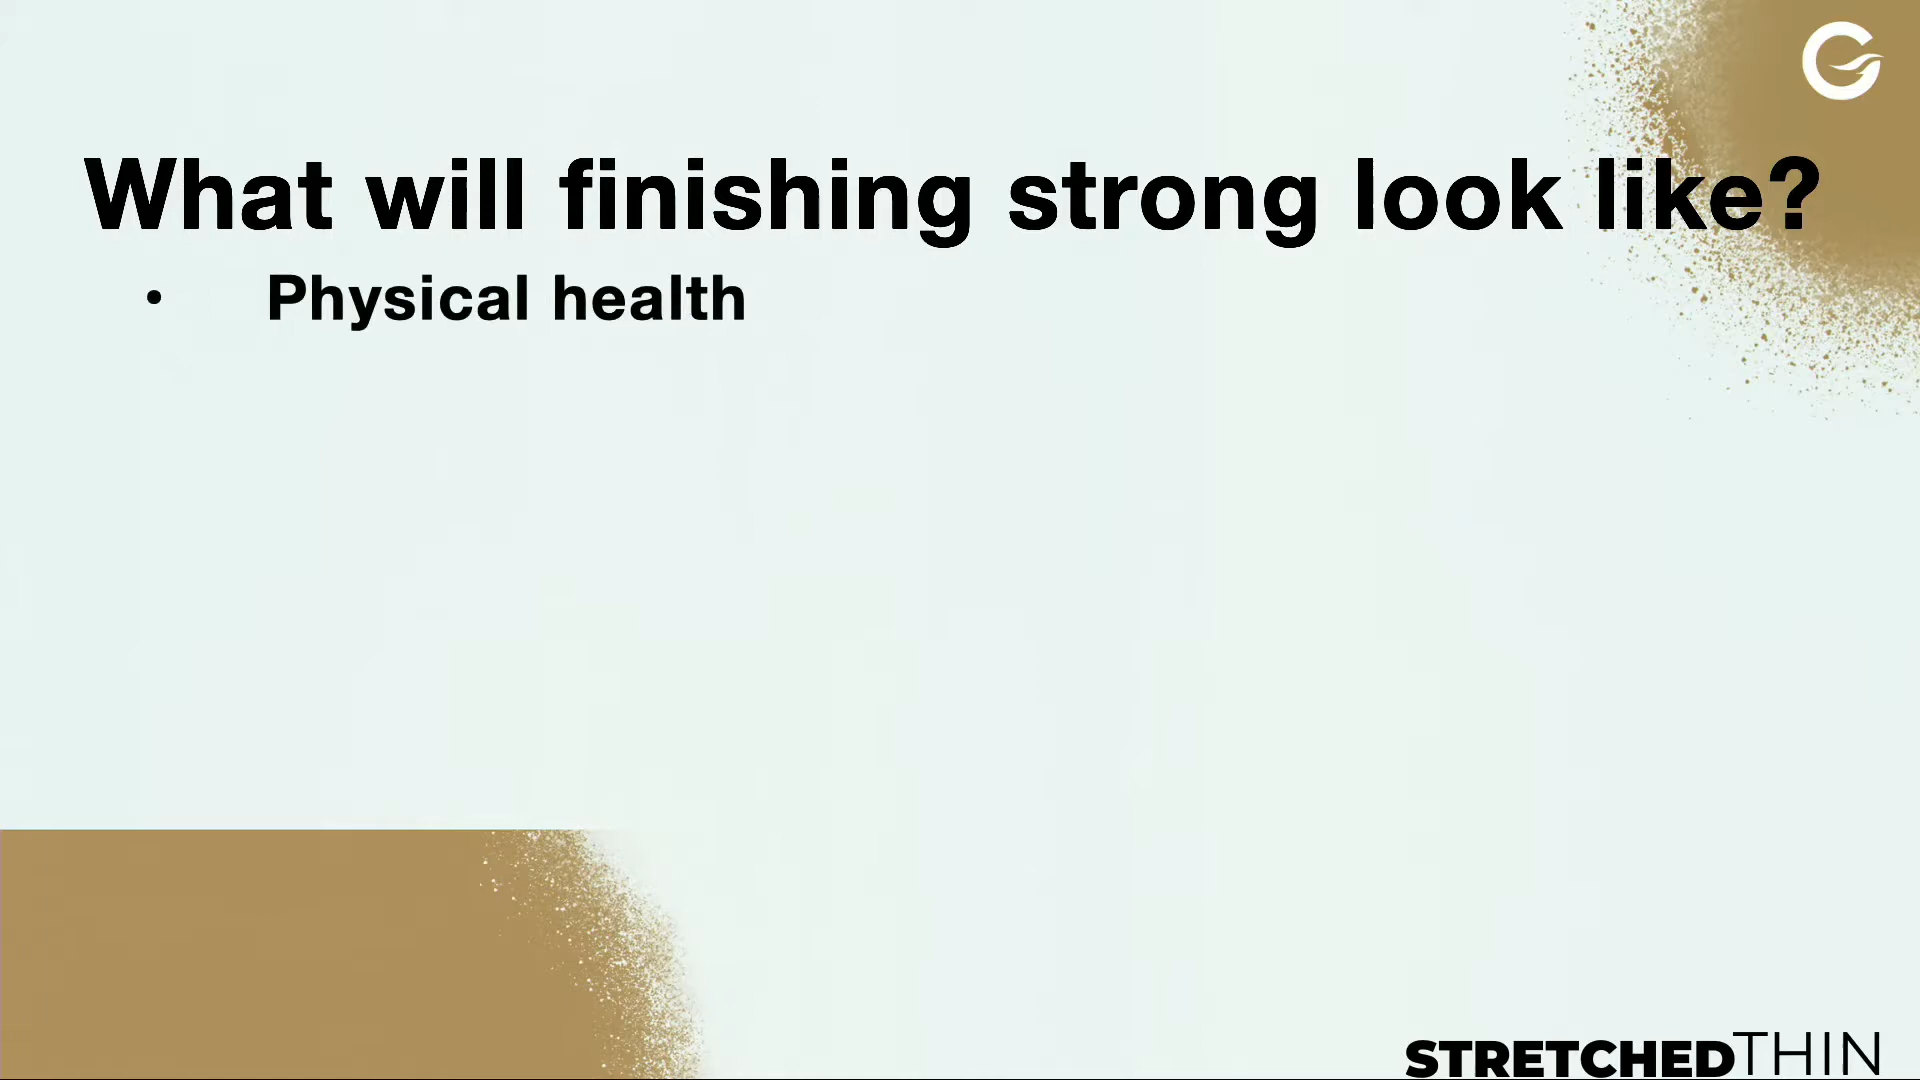 What will finishing strong look like?
• Physical health
STRETCHEDTHIN